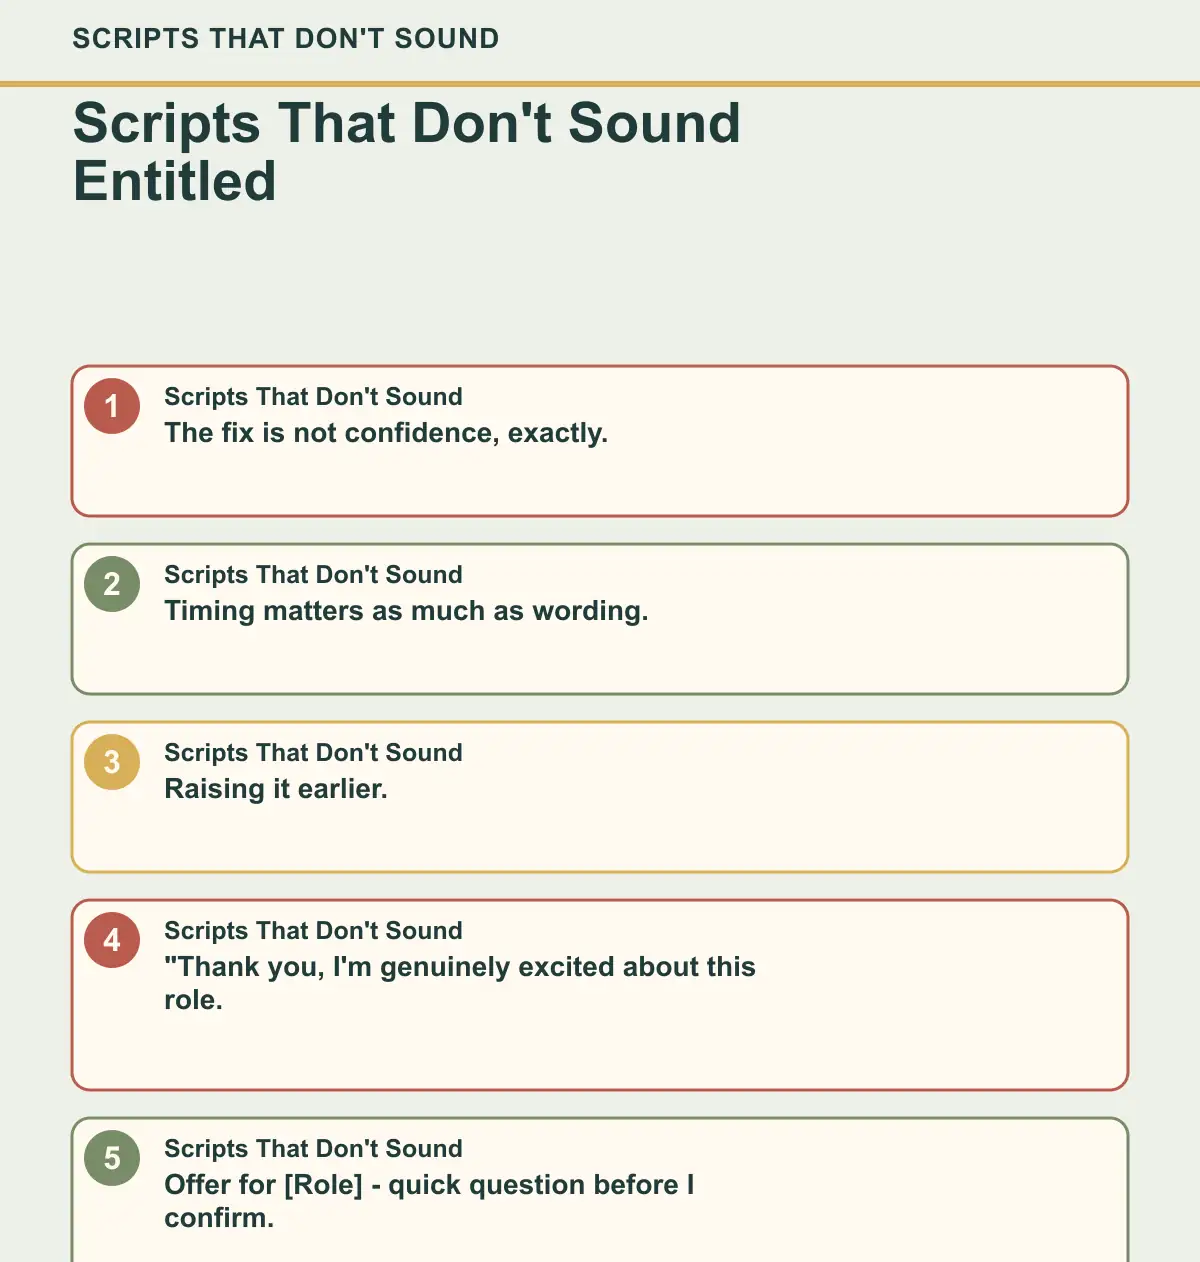 SCRIPTS THAT DON'T SOUND
Scripts That Don't Sound
Entitled
1
Scripts That Don't Sound
The fix is not confidence, exactly.
2
Scripts That Don't Sound
Timing matters as much as wording.
3
Scripts That Don't Sound
Raising it earlier.
4
Scripts That Don't Sound
"Thank you, I'm genuinely excited about this
role.
5
Scripts That Don't Sound
Offer for [Role] - quick question before I
confirm.